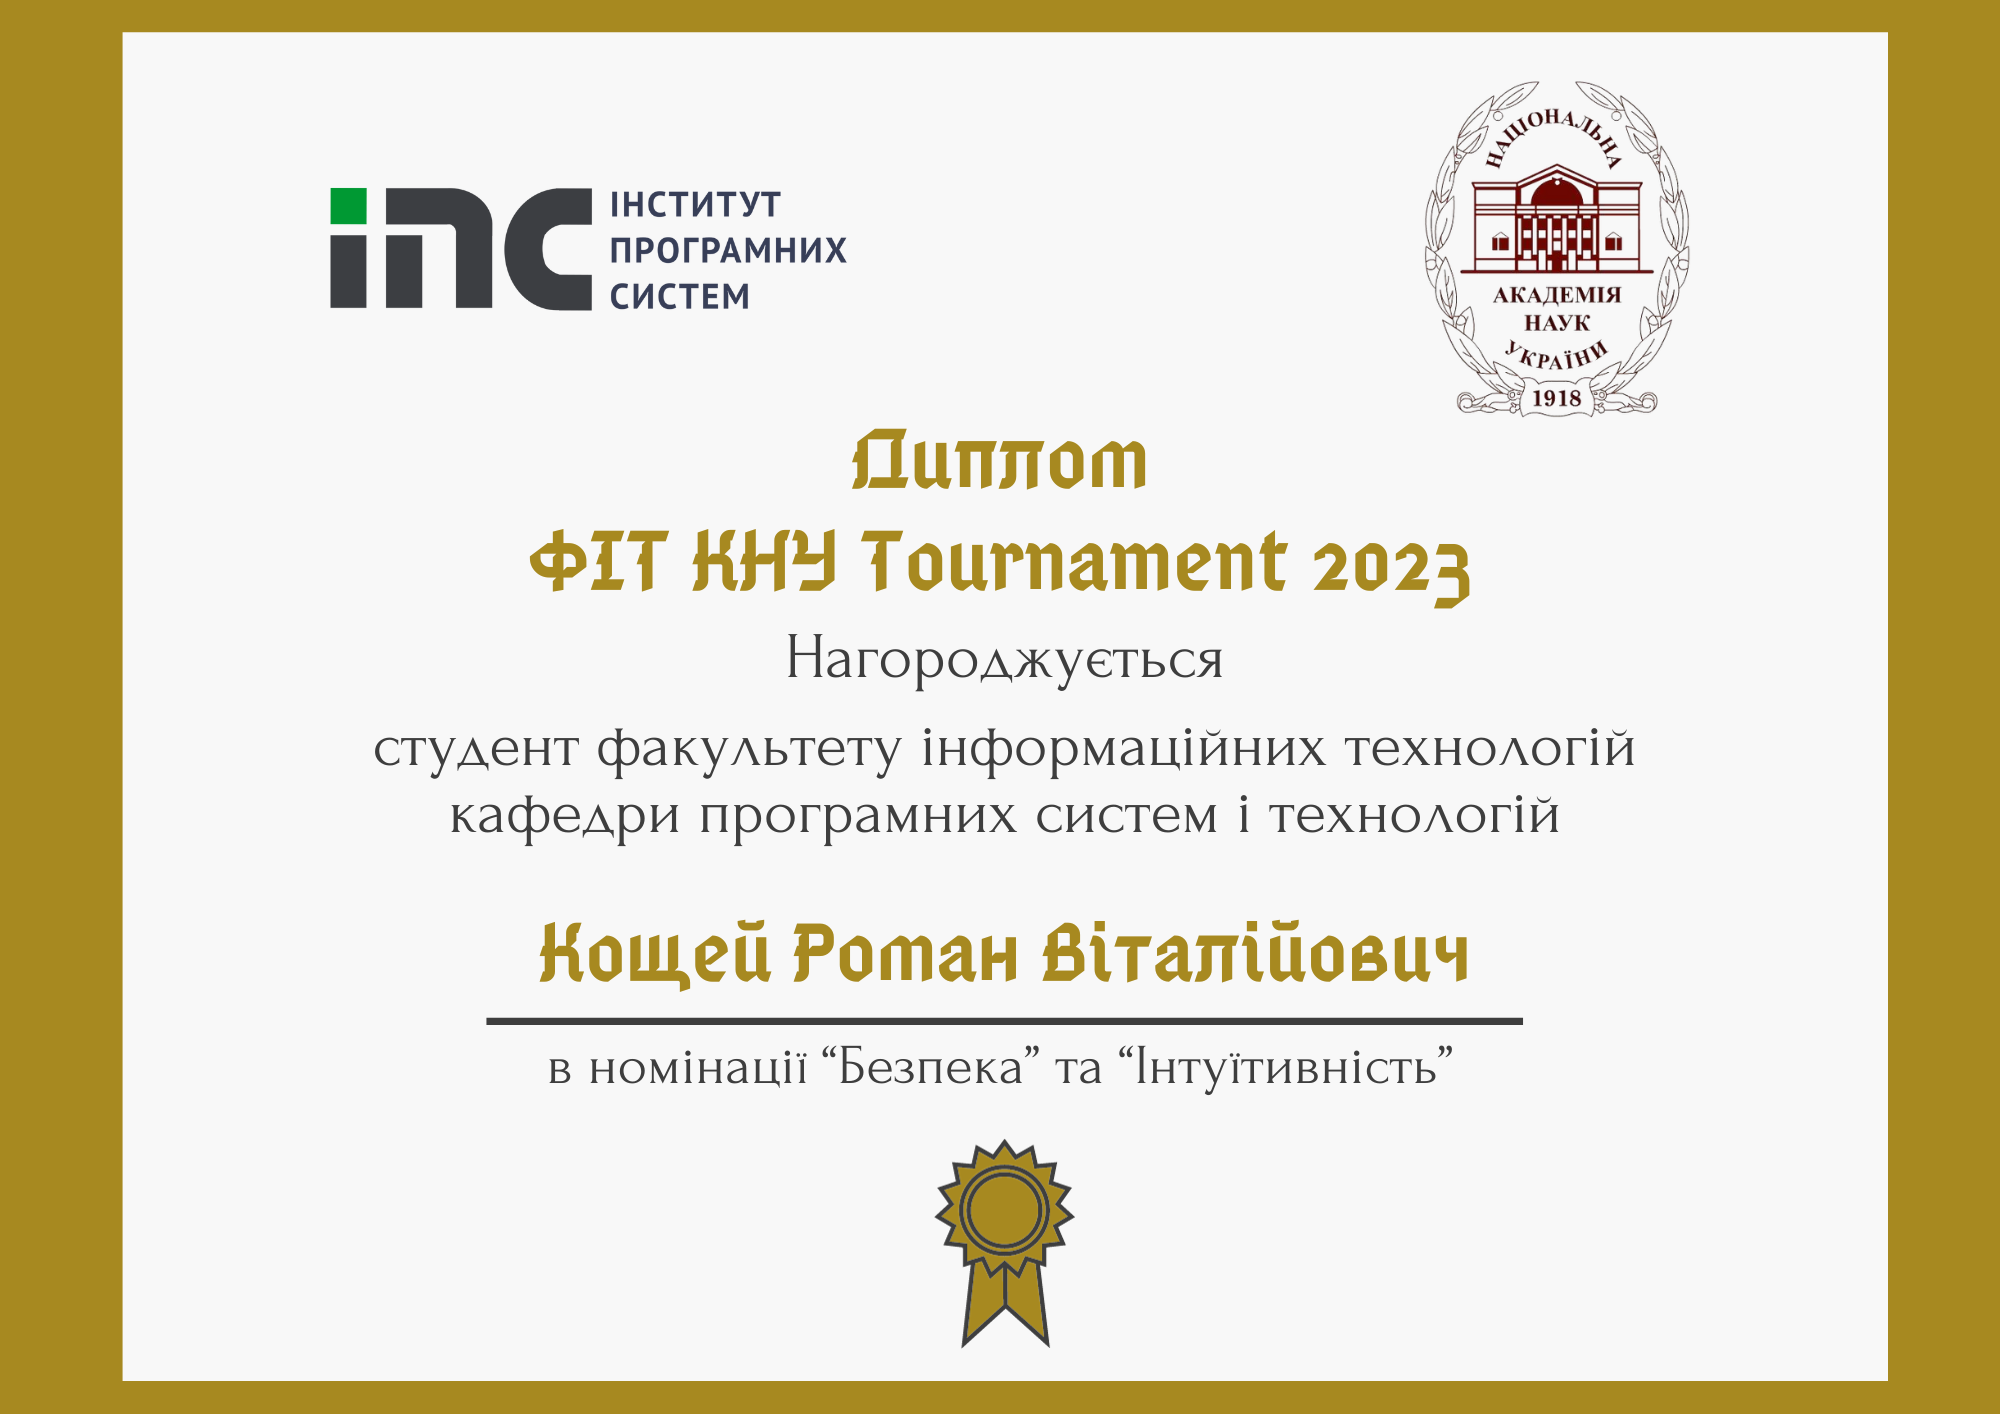 ІНСТИТУТ
ПРОГРАМНИХ
СИСТЕМ
НАЦІОНАЛЬНА
АКАДЕМІЯ
НАУК
УКРАЇНИ
1918
Диплом
ФІТ КНУ Tournament 2023
Нагороджується
студент факультету інформаційних технологій
кафедри програмних систем і технологій
Кощей Роман Віталійович
в номінації “Безпека” та “Інтуїтивність”